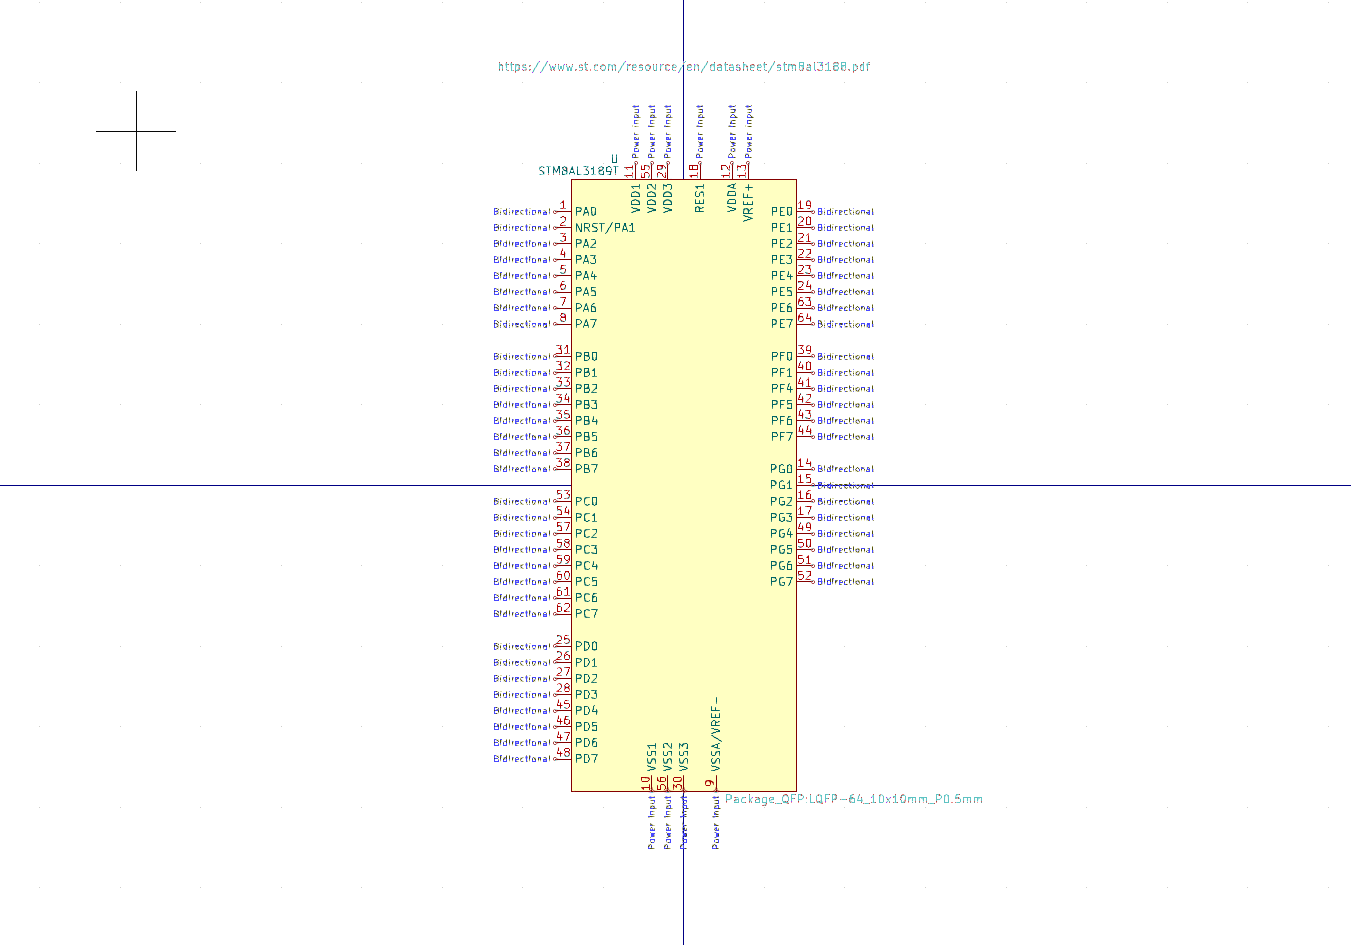 https://www.st.com/resource/en/datasheet/stm8al3188.pdf
Power Input Power Input Power Input Power Input Power Input Power Input
U
STM8AL3189T
11 55 29 18 12 13
VDD1 VDD2 VDD3 RES1 VDDA VREF+
Bidirectional 1 PA0 PE0 19 Bidirectional
Bidirectional 2 NRST/PA1 PE1 20 Bidirectional
Bidirectional 3 PA2 PE2 21 Bidirectional
Bidirectional 4 PA3 PE3 22 Bidirectional
Bidirectional 5 PA4 PE4 23 Bidirectional
Bidirectional 6 PA5 PE5 24 Bidirectional
Bidirectional 7 PA6 PE6 63 Bidirectional
Bidirectional 8 PA7 PE7 64 Bidirectional
Bidirectional 31 PB0 PF0 39 Bidirectional
Bidirectional 32 PB1 PF1 40 Bidirectional
Bidirectional 33 PB2 PF4 41 Bidirectional
Bidirectional 34 PB3 PF5 42 Bidirectional
Bidirectional 35 PB4 PF6 43 Bidirectional
Bidirectional 36 PB5 PF7 44 Bidirectional
Bidirectional 37 PB6
Bidirectional 38 PB7 PG0 14 Bidirectional
PG1 15 Bidirectional
Bidirectional 53 PC0 PG2 16 Bidirectional
Bidirectional 54 PC1 PG3 17 Bidirectional
Bidirectional 57 PC2 PG4 49 Bidirectional
Bidirectional 58 PC3 PG5 50 Bidirectional
Bidirectional 59 PC4 PG6 51 Bidirectional
Bidirectional 60 PC5 PG7 52 Bidirectional
Bidirectional 61 PC6
Bidirectional 62 PC7
Bidirectional 25 PD0
Bidirectional 26 PD1
Bidirectional 27 PD2
Bidirectional 28 PD3
Bidirectional 45 PD4
Bidirectional 46 PD5
Bidirectional 47 PD6
Bidirectional 48 PD7
VSS1 VSS2 VSS3 VSSA/VREF-
10 56 30 9
Package_QFP:LQFP-64_10x10mm_P0.5mm
Power Input Power Input Power Input Power Input